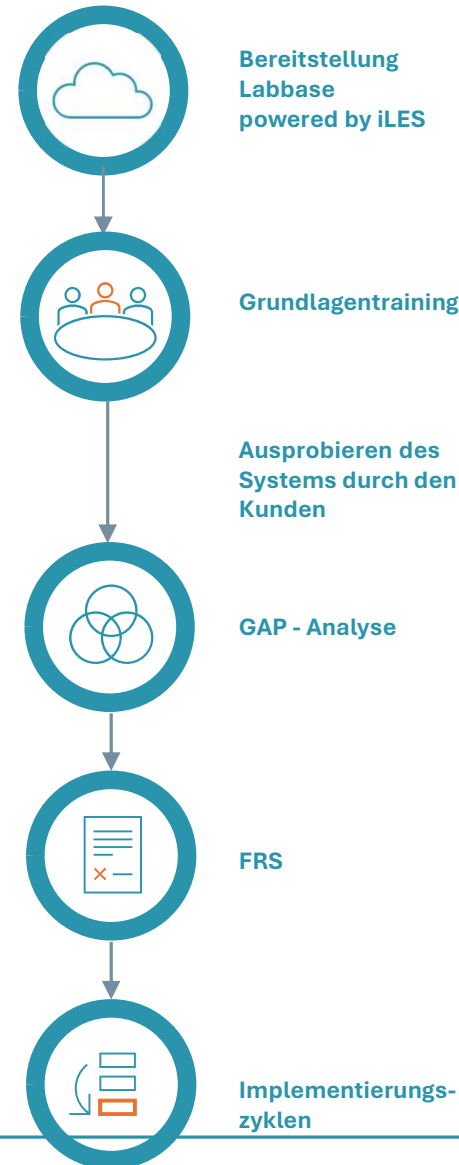 Bereitstellung
Labbase
powered by iLES
Grundlagentraining
Ausprobieren des
Systems durch den
Kunden
GAP - Analyse
FRS
Implementierungs-
zyklen